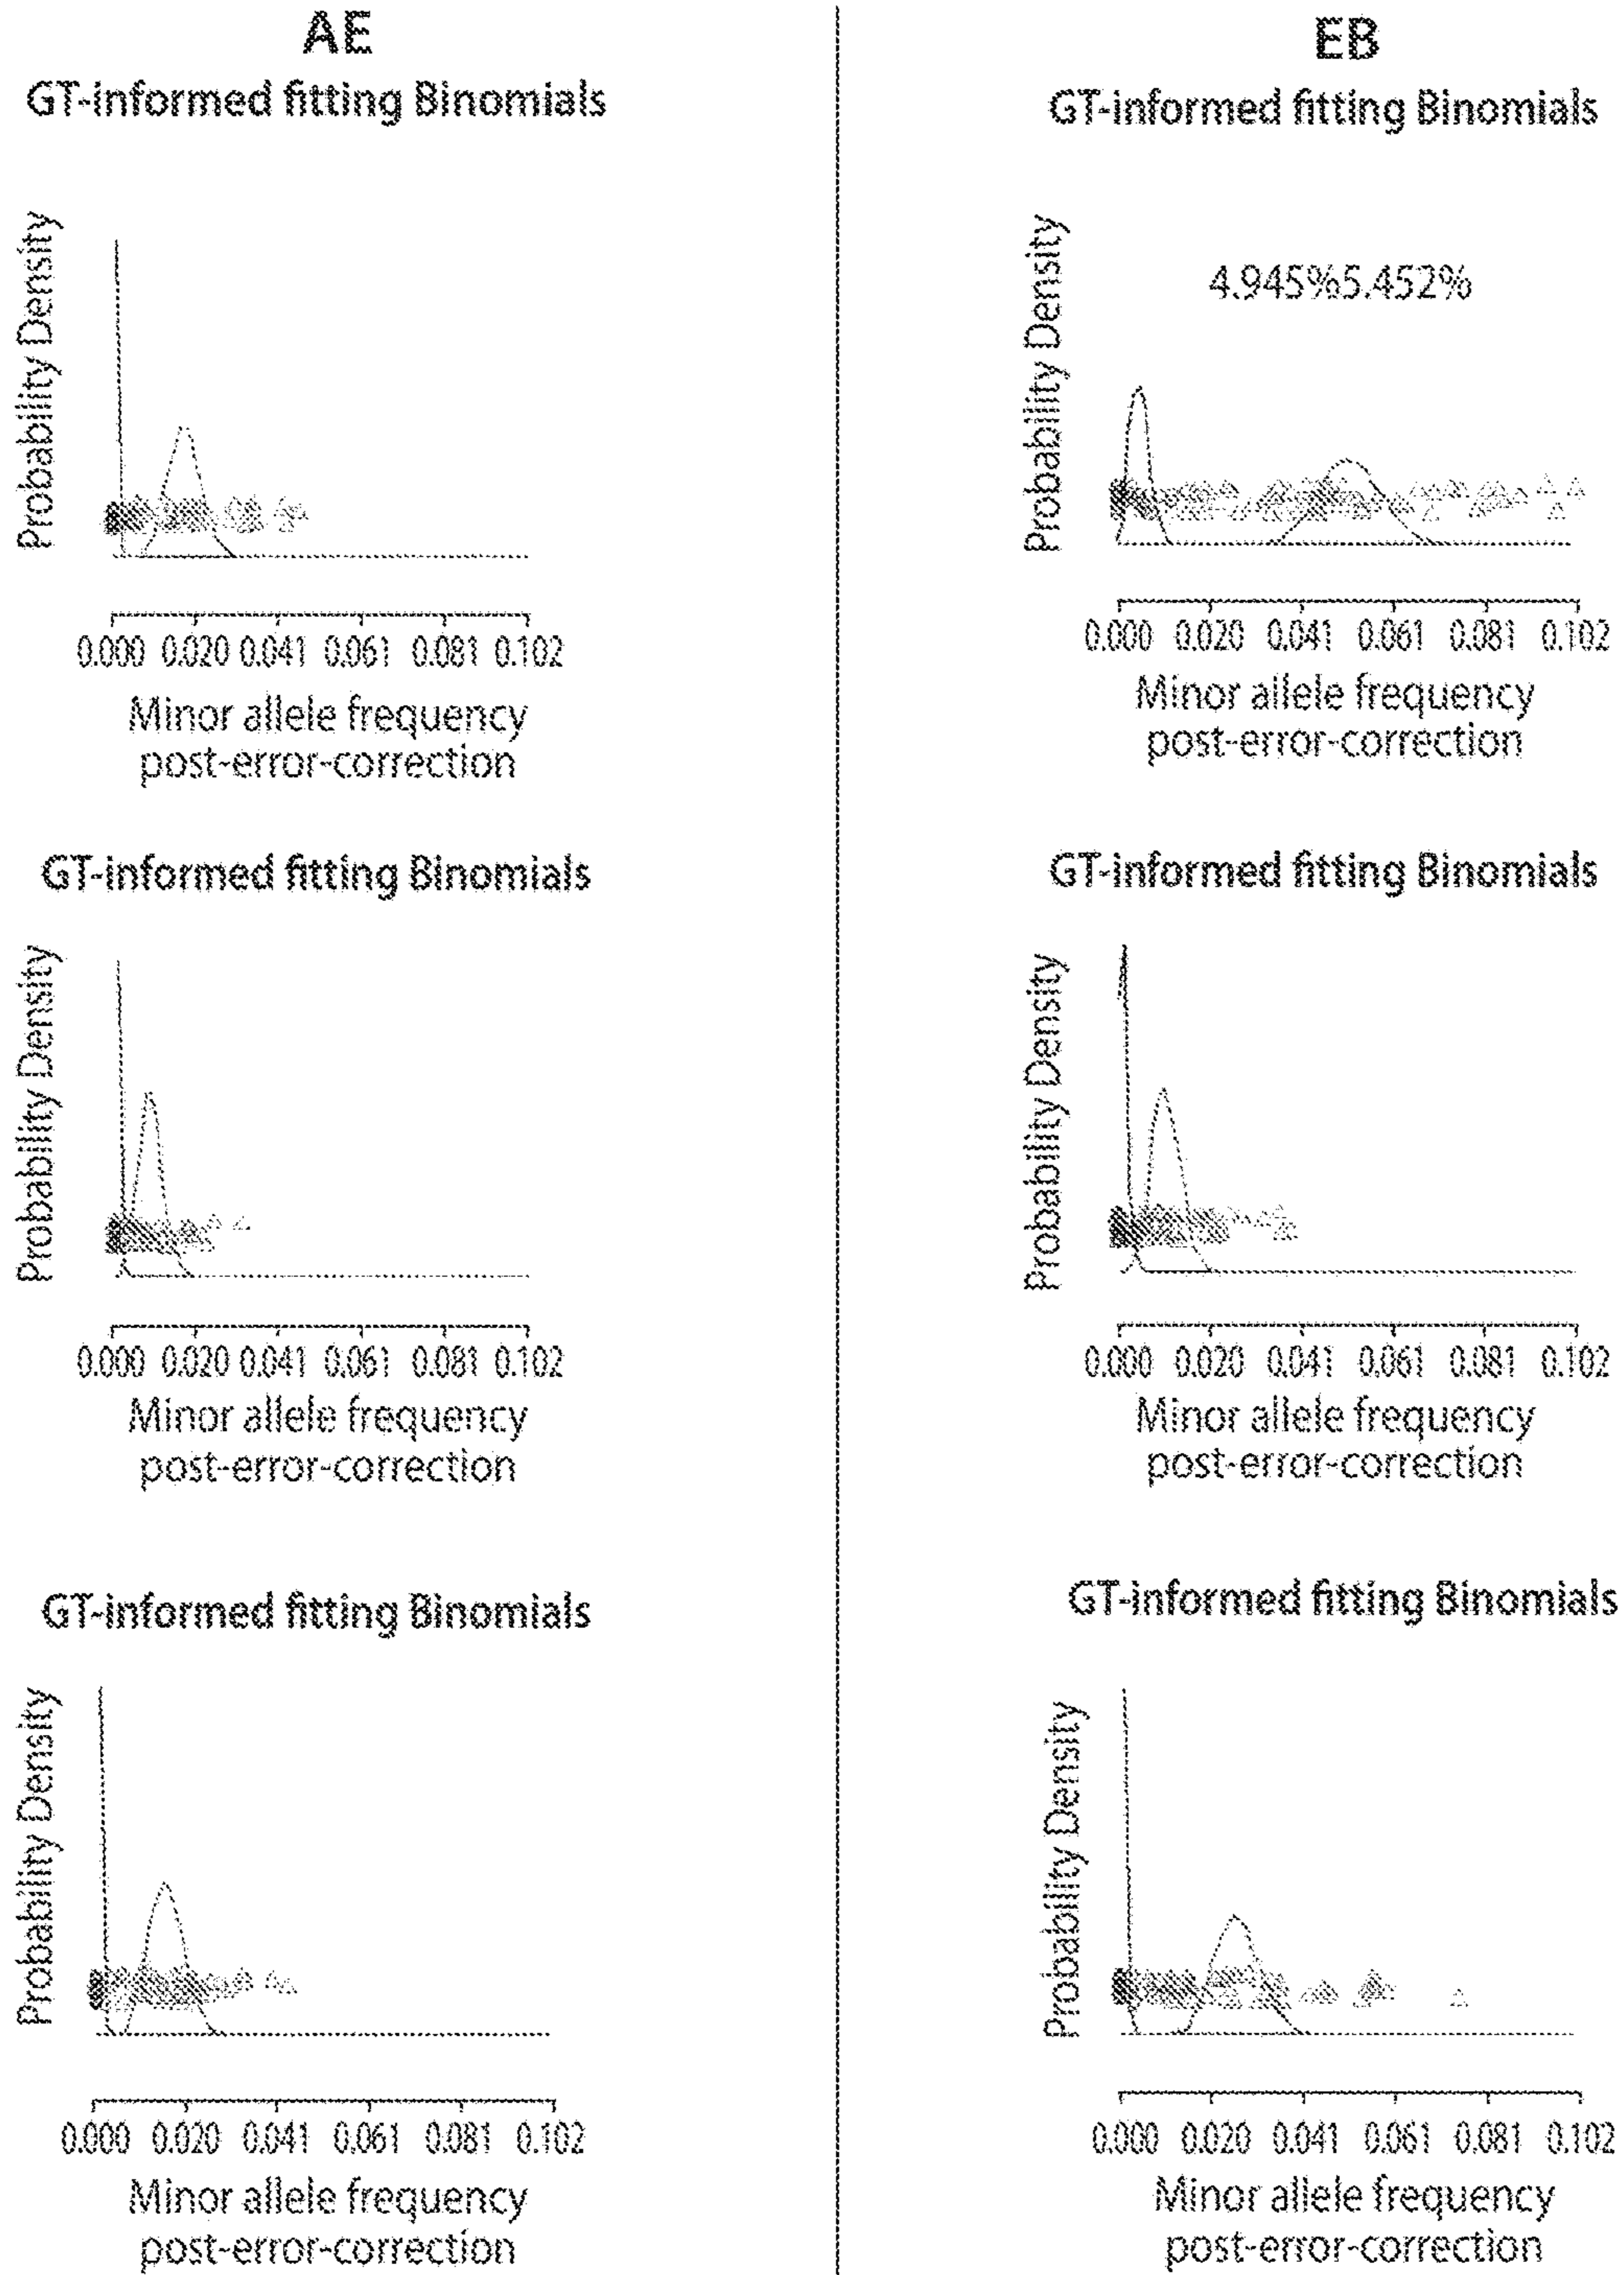 AE
GT-informed fitting Binomials
Probability Density
0.000 0.020 0.041 0.061 0.081 0.102
Minor allele frequency
post-error-correction
GT-informed fitting Binomials
Probability Density
0.000 0.020 0.041 0.061 0.081 0.102
Minor allele frequency
post-error-correction
GT-informed fitting Binomials
Probability Density
0.000 0.020 0.041 0.061 0.081 0.102
Minor allele frequency
post-error-correction
EB
GT-informed fitting Binomials
Probability Density
4.945%5.452%
0.000 0.020 0.041 0.061 0.081 0.102
Minor allele frequency
post-error-correction
GT-informed fitting Binomials
Probability Density
0.000 0.020 0.041 0.061 0.081 0.102
Minor allele frequency
post-error-correction
GT-informed fitting Binomials
Probability Density
0.000 0.020 0.041 0.061 0.081 0.102
Minor allele frequency
post-error-correction